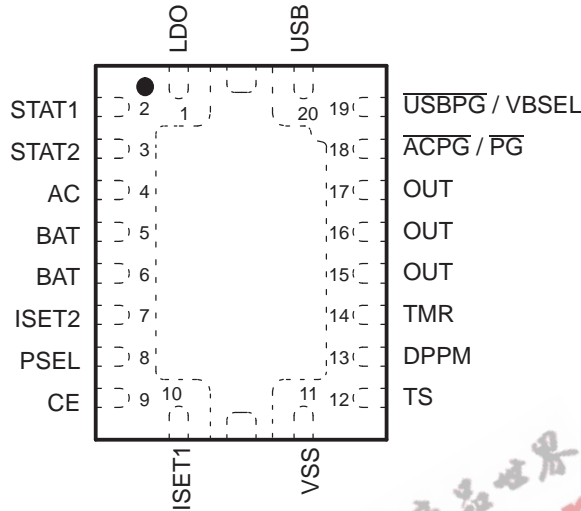 LDO
USB
STAT1 2 1 20 19 USBPG / VBSEL
STAT2 3 18 ACPG / PG
AC 4 17 OUT
BAT 5 16 OUT
BAT 6 15 OUT
ISET2 7 14 TMR
PSEL 8 13 DPPM
CE 9 10 11 12 TS
ISET1
VSS